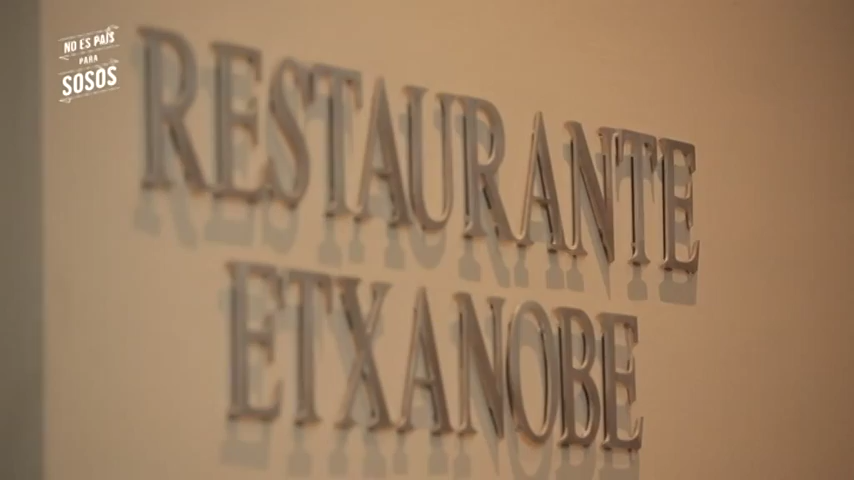 NO ES PAÍS
PARA
SOSOS
RESTAURANTE
ETXANOBE